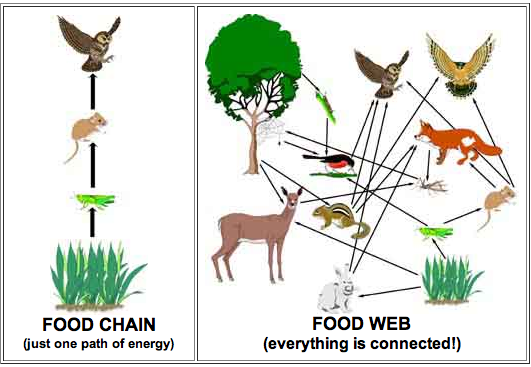 FOOD CHAIN
(just one path of energy)
FOOD WEB
(everything is connected!)